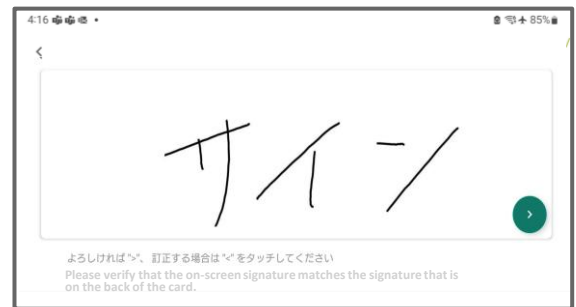 4:16 85%
サイン
よろしければ ">"、 訂正する場合は "<" をタッチしてください
Please verify that the on-screen signature matches the signature that is
on the back of the card.